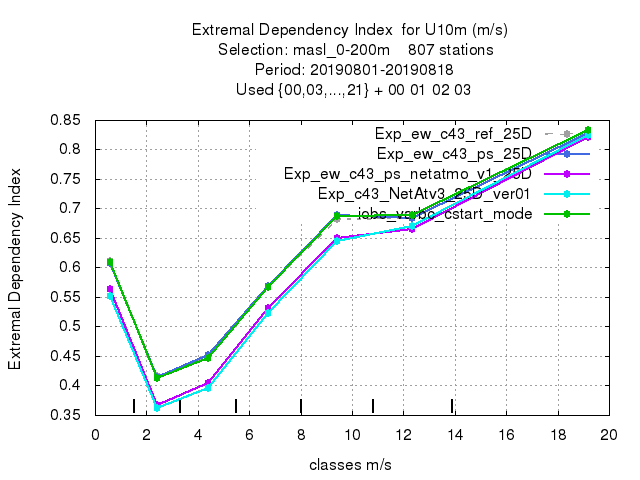 Extremal Dependency Index for U10m (m/s)
Selection: masl_0-200m 807 stations
Period: 20190801-20190818
Used {00,03,...,21} + 00 01 02 03
Exp_ew_c43_ref_25D
Exp_ew_c43_ps_25D
Exp_ew_c43_ps_netatmo_v1_25D
Exp_c43_NetAtv3_25D_ver01
Extremal Dependency Index
0.85
0.8
0.75
0.7
0.65
0.6
0.55
0.5
0.45
0.4
0.35
0 2 4 6 8 10 12 14 16 18 20
classes m/s